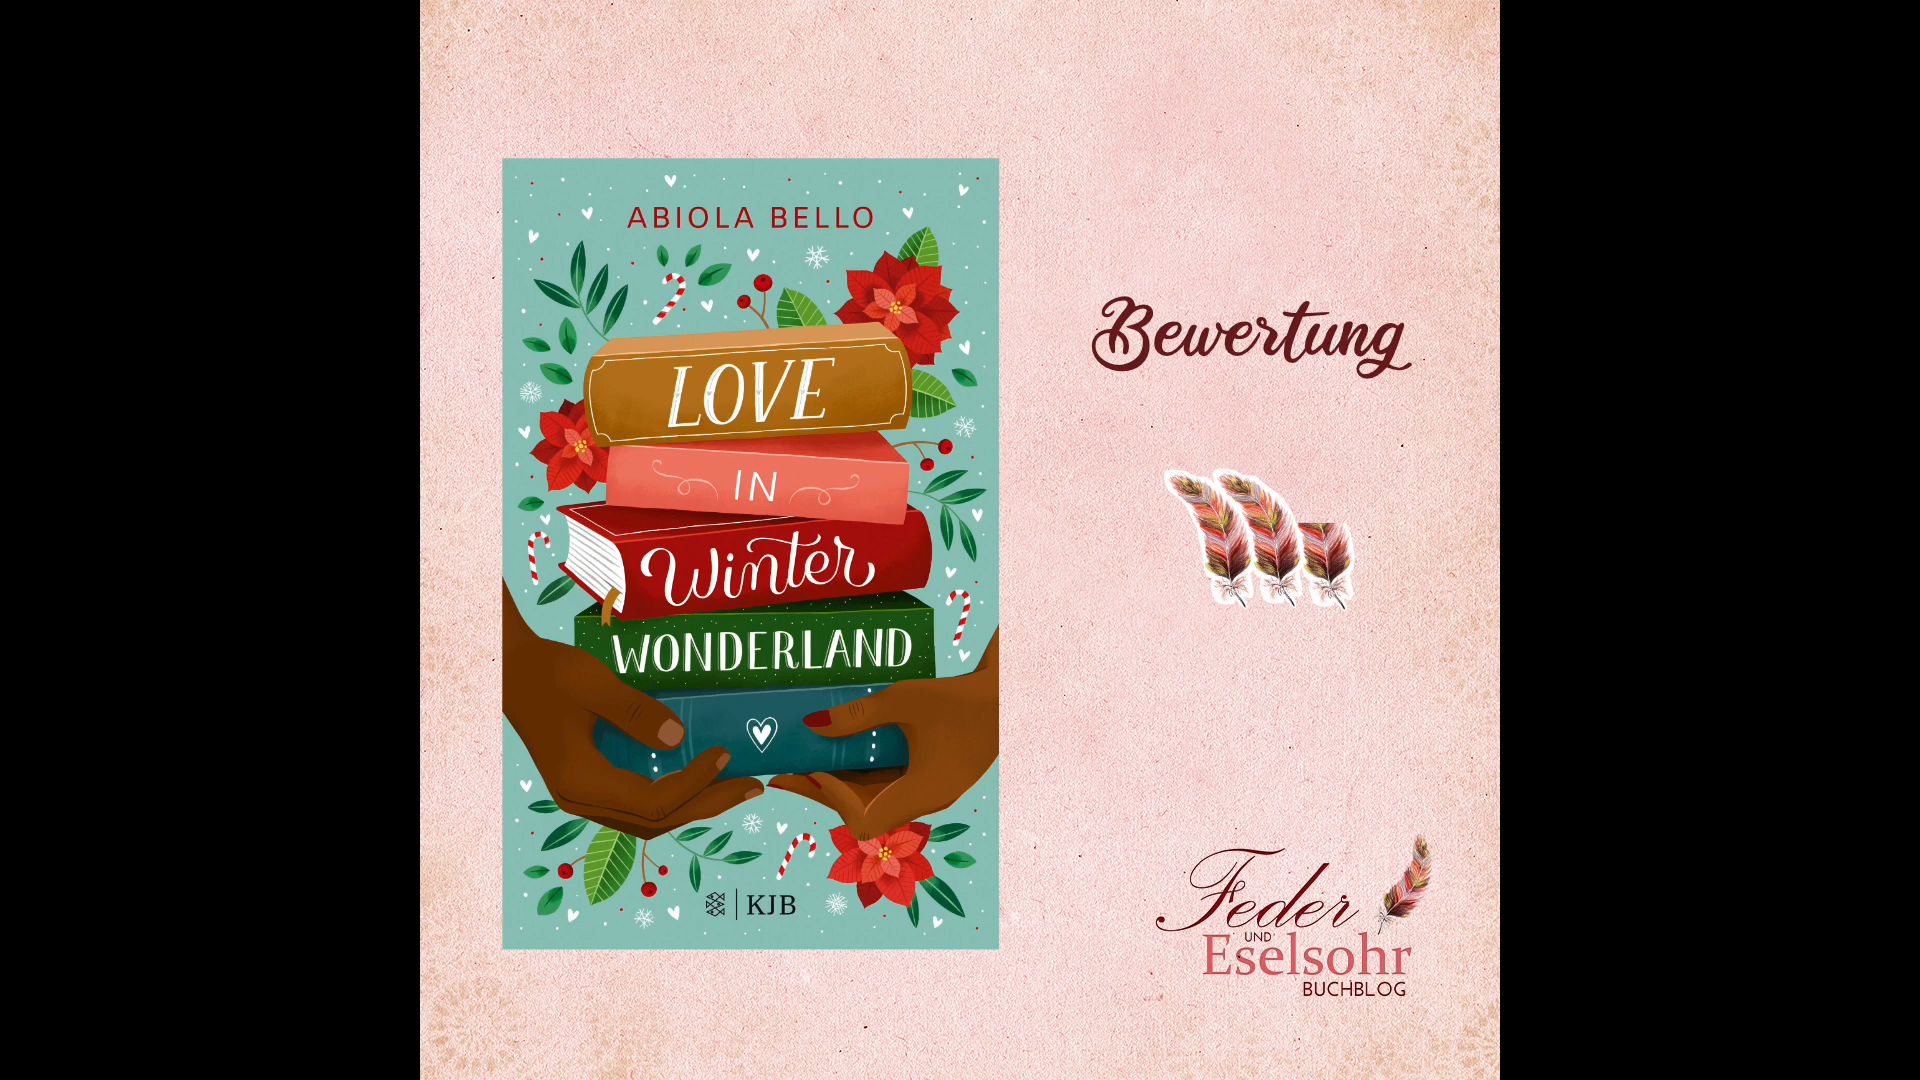 ABIOLA BELLO
LOVE
IN
Winter
WONDERLAND
KJB
Bewertung
Feder
UND
Eselsohr
BUCHBLOG